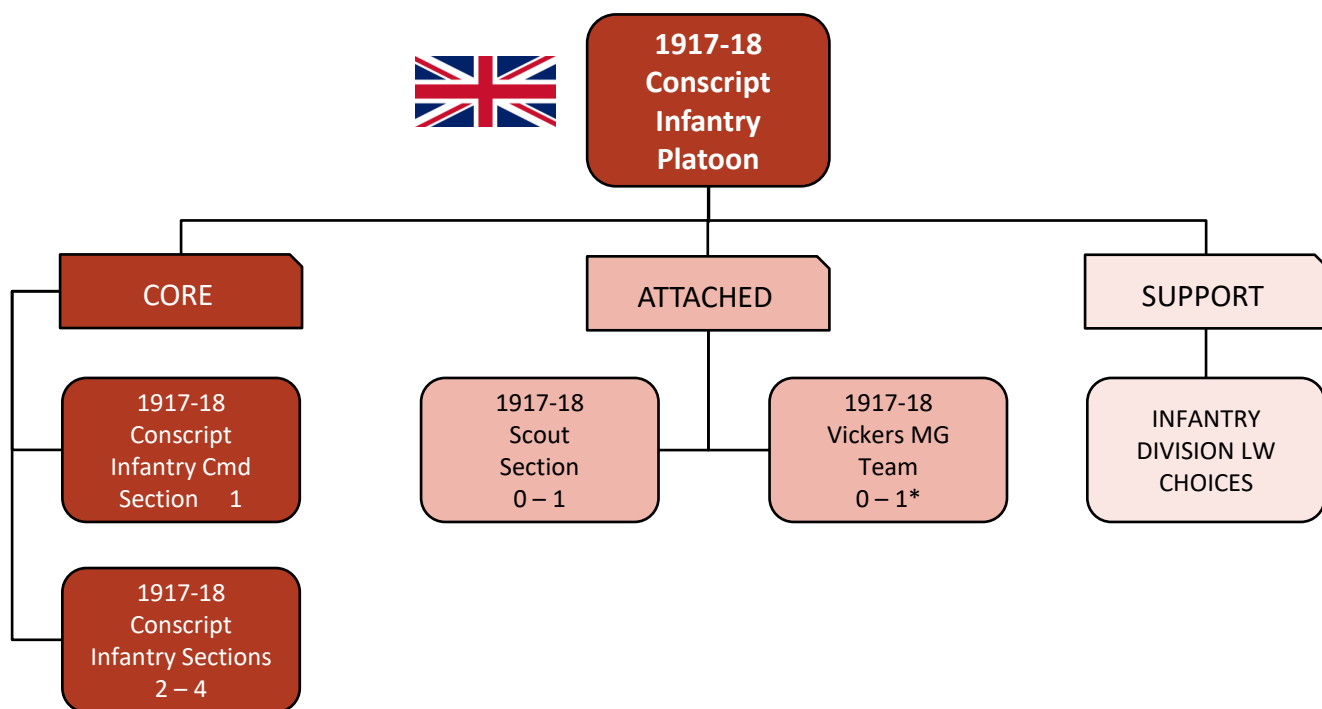 1917-18
Conscript
Infantry
Platoon
CORE
ATTACHED
SUPPORT
1917-18
Conscript
Infantry Cmd
Section 1
1917-18
Scout
Section
0 – 1
1917-18
Vickers MG
Team
0 – 1*
INFANTRY
DIVISION LW
CHOICES
1917-18
Conscript
Infantry Sections
2 – 4